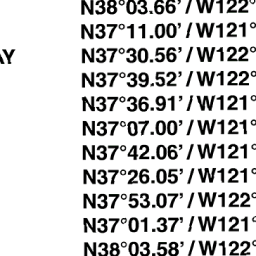 N38°03.66' / W122°
N37°11.00' / W121°
AY N37°30.56' / W122°
N37°39.52' / W122°
N37°36.91' / W121°
N37°07.00' / W121°
N37°42.06' / W121°
N37°26.05' / W121°
N37°53.07' / W122°
N37°01.37' / W121°
N38°03.58' / W122°